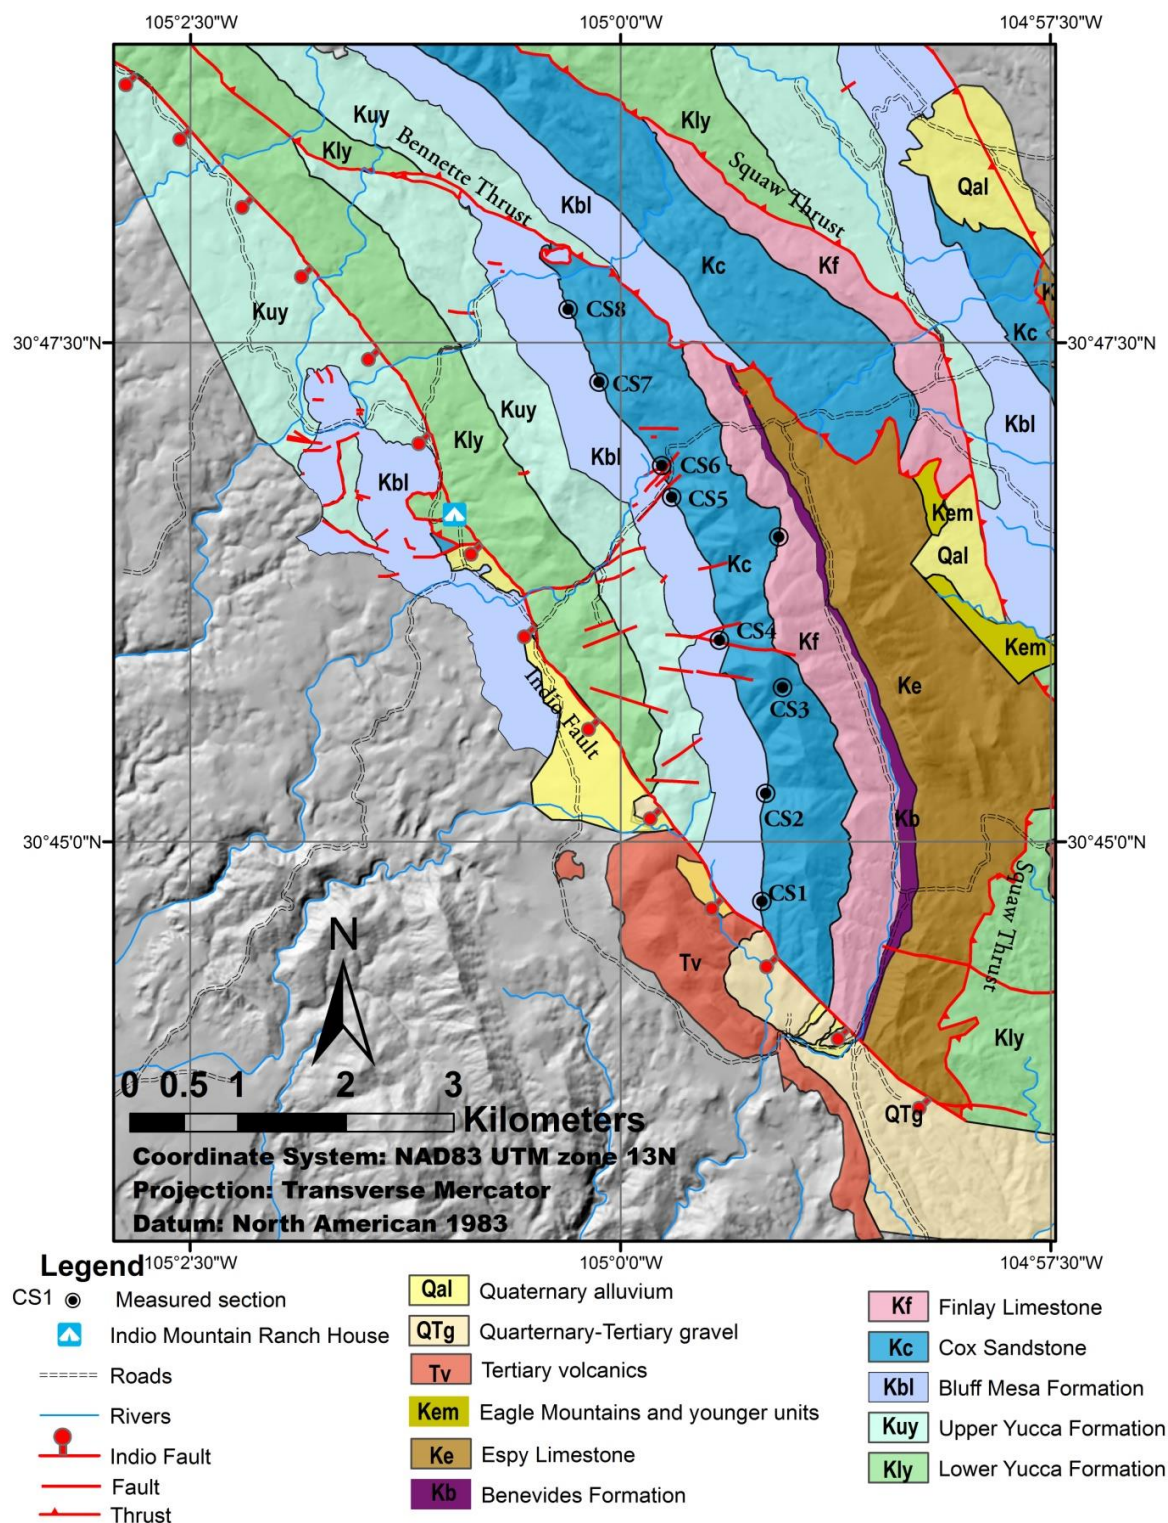 105°2'30"W 105°0'0"W 104°57'30"W
Kuy
Kly
Bennette Thrust
Kly
Squaw Thrust
Qal
Kbl
Kc
Kf
K
Kuy
CS8
Kc
30°47'30"N 30°47'30"N
CS7
Kuy
Kbl
Kly
Kbl
CS6
Kbl
CS5
Kem
Kc
Qal
CS4
Kf
Kem
Ke
Indio Fault
CS3
CS2
Kb
30°45'0"N 30°45'0"N
CS1
Squaw Thrust
N
Tv
Kly
0 0.5 1 2 3
Kilometers
QTg
Coordinate System: NAD83 UTM zone 13N
Projection: Transverse Mercator
Datum: North American 1983
105°2'30"W 105°0'0"W 104°57'30"W
Legend
CS1 Measured section
Indio Mountain Ranch House
Roads
Rivers
Indio Fault
Fault
Thrust
Qal Quaternary alluvium
QTg Quarternary-Tertiary gravel
Tv Tertiary volcanics
Kem Eagle Mountains and younger units
Ke Espy Limestone
Kb Benevides Formation
Kf Finlay Limestone
Kc Cox Sandstone
Kbl Bluff Mesa Formation
Kuy Upper Yucca Formation
Kly Lower Yucca Formation